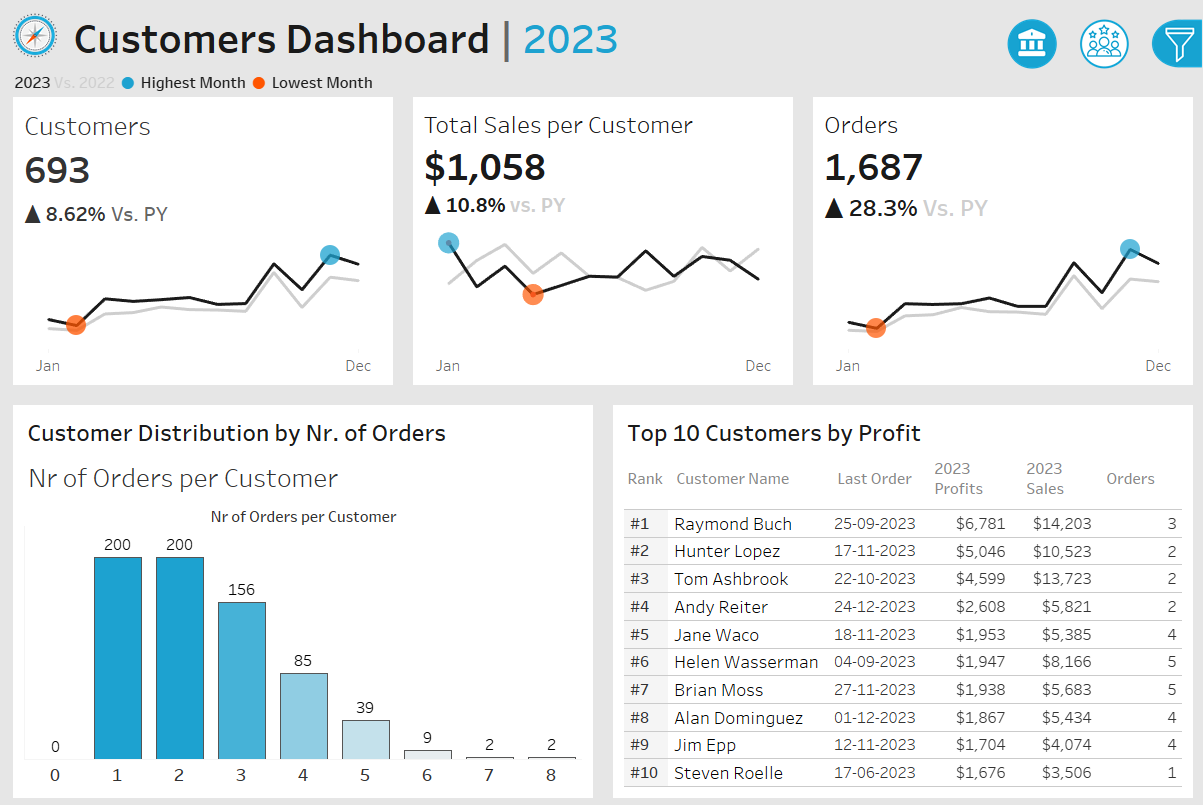 Customers Dashboard | 2023
2023 Vs. 2022 Highest Month Lowest Month
Customers
693
▲ 8.62% Vs. PY
Jan Dec
Total Sales per Customer
$1,058
▲ 10.8% vs. PY
Jan Dec
Orders
1,687
▲ 28.3% Vs. PY
Jan Dec
Customer Distribution by Nr. of Orders
Nr of Orders per Customer
Nr of Orders per Customer
0 200 200 156 85 39 9 2 2
0 1 2 3 4 5 6 7 8
Top 10 Customers by Profit
Rank Customer Name Last Order 2023 Profits 2023 Sales Orders
#1 Raymond Buch 25-09-2023 $6,781 $14,203 3
#2 Hunter Lopez 17-11-2023 $5,046 $10,523 2
#3 Tom Ashbrook 22-10-2023 $4,599 $13,723 2
#4 Andy Reiter 24-12-2023 $2,608 $5,821 2
#5 Jane Waco 18-11-2023 $1,953 $5,385 4
#6 Helen Wasserman 04-09-2023 $1,947 $8,166 5
#7 Brian Moss 27-11-2023 $1,938 $5,683 5
#8 Alan Dominguez 01-12-2023 $1,867 $5,434 4
#9 Jim Epp 12-11-2023 $1,704 $4,074 4
#10 Steven Roelle 17-06-2023 $1,676 $3,506 1